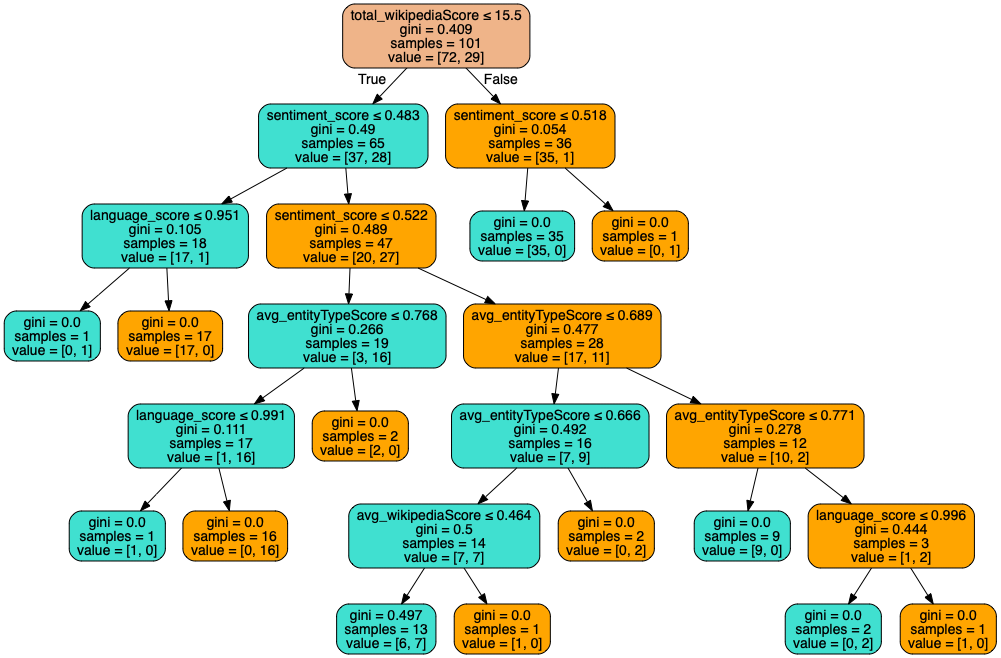 total_wikipediaScore ≤ 15.5
gini = 0.409
samples = 101
value = [72, 29]
True
False
sentiment_score ≤ 0.483
gini = 0.49
samples = 65
value = [37, 28]
sentiment_score ≤ 0.518
gini = 0.054
samples = 36
value = [35, 1]
language_score ≤ 0.951
gini = 0.105
samples = 18
value = [17, 1]
sentiment_score ≤ 0.522
gini = 0.489
samples = 47
value = [20, 27]
gini = 0.0
samples = 35
value = [35, 0]
gini = 0.0
samples = 1
value = [0, 1]
gini = 0.0
samples = 1
value = [0, 1]
gini = 0.0
samples = 17
value = [17, 0]
avg_entityTypeScore ≤ 0.768
gini = 0.266
samples = 19
value = [3, 16]
avg_entityTypeScore ≤ 0.689
gini = 0.477
samples = 28
value = [17, 11]
language_score ≤ 0.991
gini = 0.111
samples = 17
value = [1, 16]
gini = 0.0
samples = 2
value = [2, 0]
avg_entityTypeScore ≤ 0.666
gini = 0.492
samples = 16
value = [7, 9]
avg_entityTypeScore ≤ 0.771
gini = 0.278
samples = 12
value = [10, 2]
gini = 0.0
samples = 1
value = [1, 0]
gini = 0.0
samples = 16
value = [0, 16]
avg_wikipediaScore ≤ 0.464
gini = 0.5
samples = 14
value = [7, 7]
gini = 0.0
samples = 2
value = [0, 2]
gini = 0.0
samples = 9
value = [9, 0]
language_score ≤ 0.996
gini = 0.444
samples = 3
value = [1, 2]
gini = 0.497
samples = 13
value = [6, 7]
gini = 0.0
samples = 1
value = [1, 0]
gini = 0.0
samples = 2
value = [0, 2]
gini = 0.0
samples = 1
value = [1, 0]